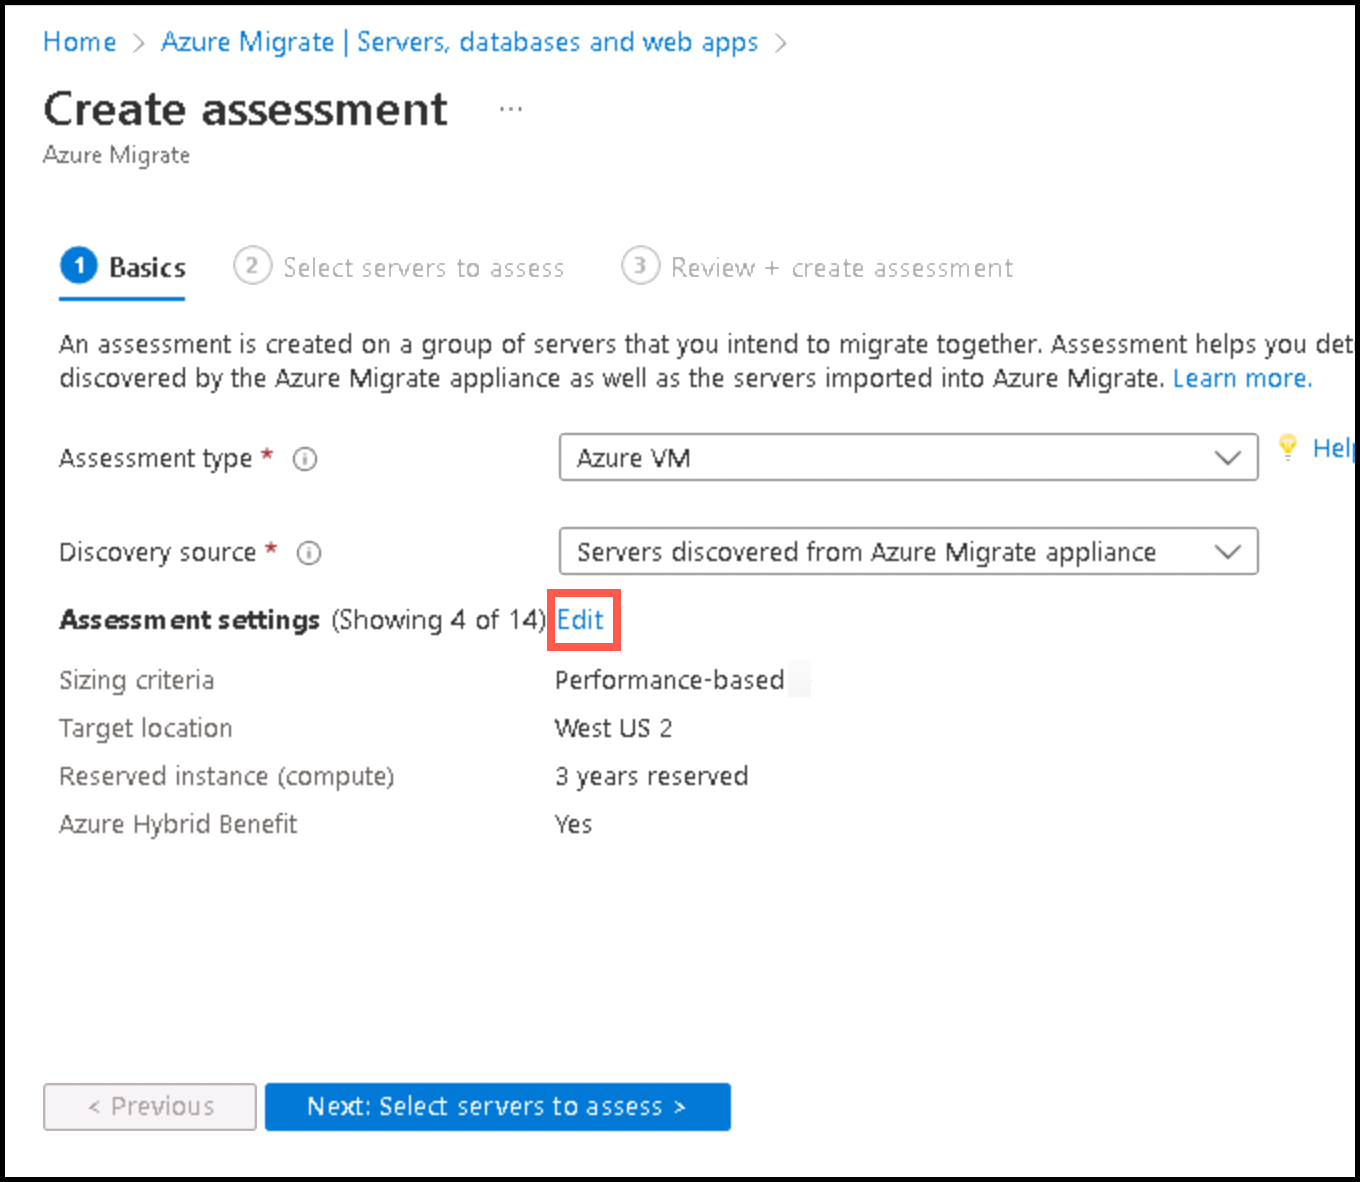 Home > Azure Migrate | Servers, databases and web apps >
Create assessment ...
Azure Migrate
1 Basics 2 Select servers to assess 3 Review + create assessment
An assessment is created on a group of servers that you intend to migrate together. Assessment helps you det
discovered by the Azure Migrate appliance as well as the servers imported into Azure Migrate. Learn more.
Assessment type * Azure VM Help
Discovery source * Servers discovered from Azure Migrate appliance
Assessment settings (Showing 4 of 14) Edit
Sizing criteria Performance-based
Target location West US 2
Reserved instance (compute) 3 years reserved
Azure Hybrid Benefit Yes
< Previous Next: Select servers to assess >